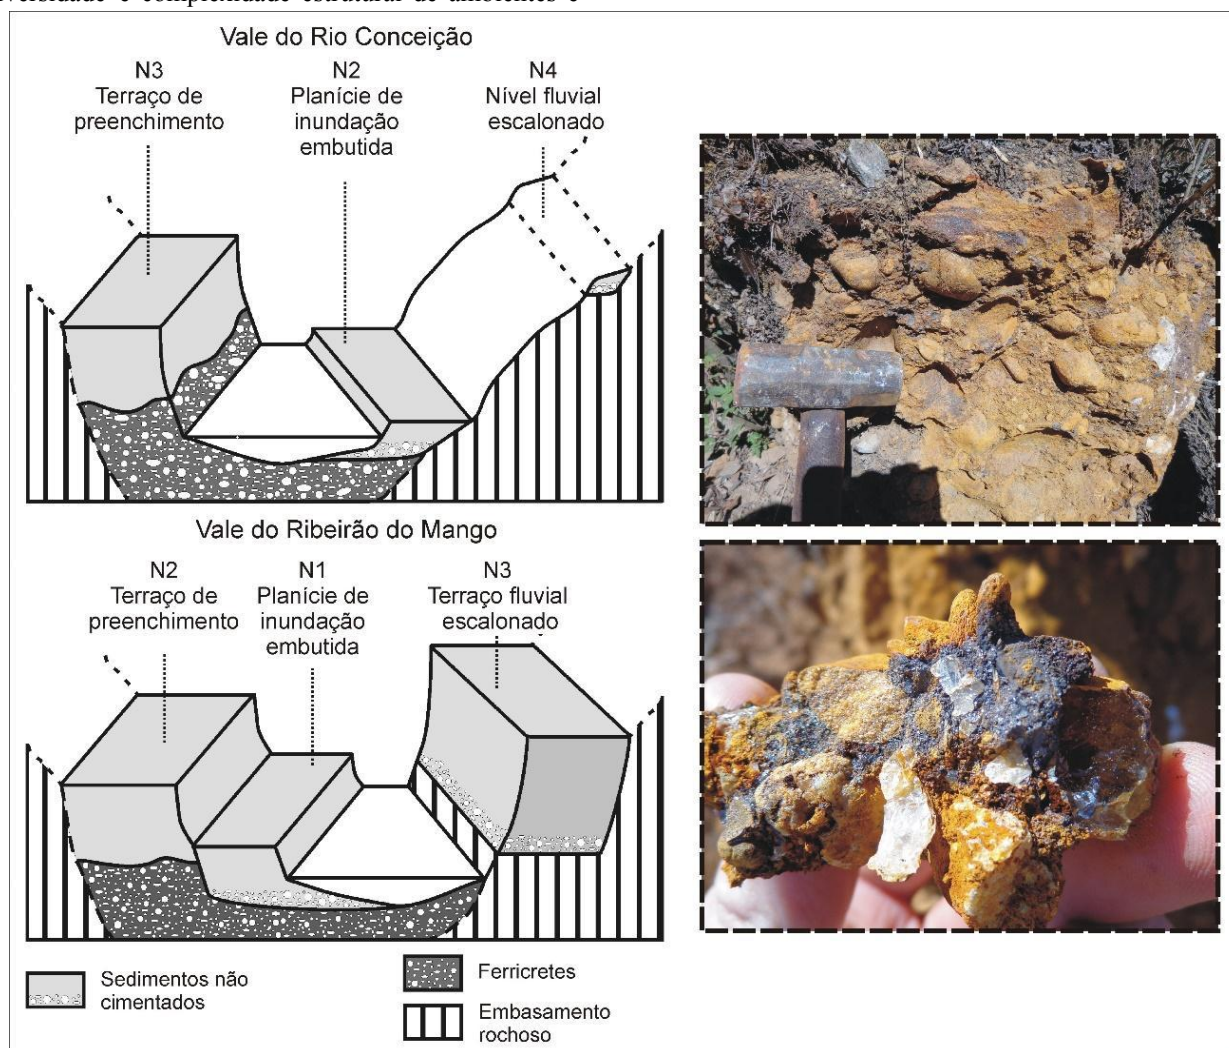 Vale do Rio Conceição
N3
Terraço de
preenchimento
N2
Planície de
inundação
embutida
N4
Nível fluvial
escalonado
Vale do Ribeirão do Mango
N2
Terraço de
preenchimento
N1
Planície de
inundação
embutida
N3
Terraço fluvial
escalonado
Sedimentos não
cimentados
Ferricretes
Embasamento
rochoso